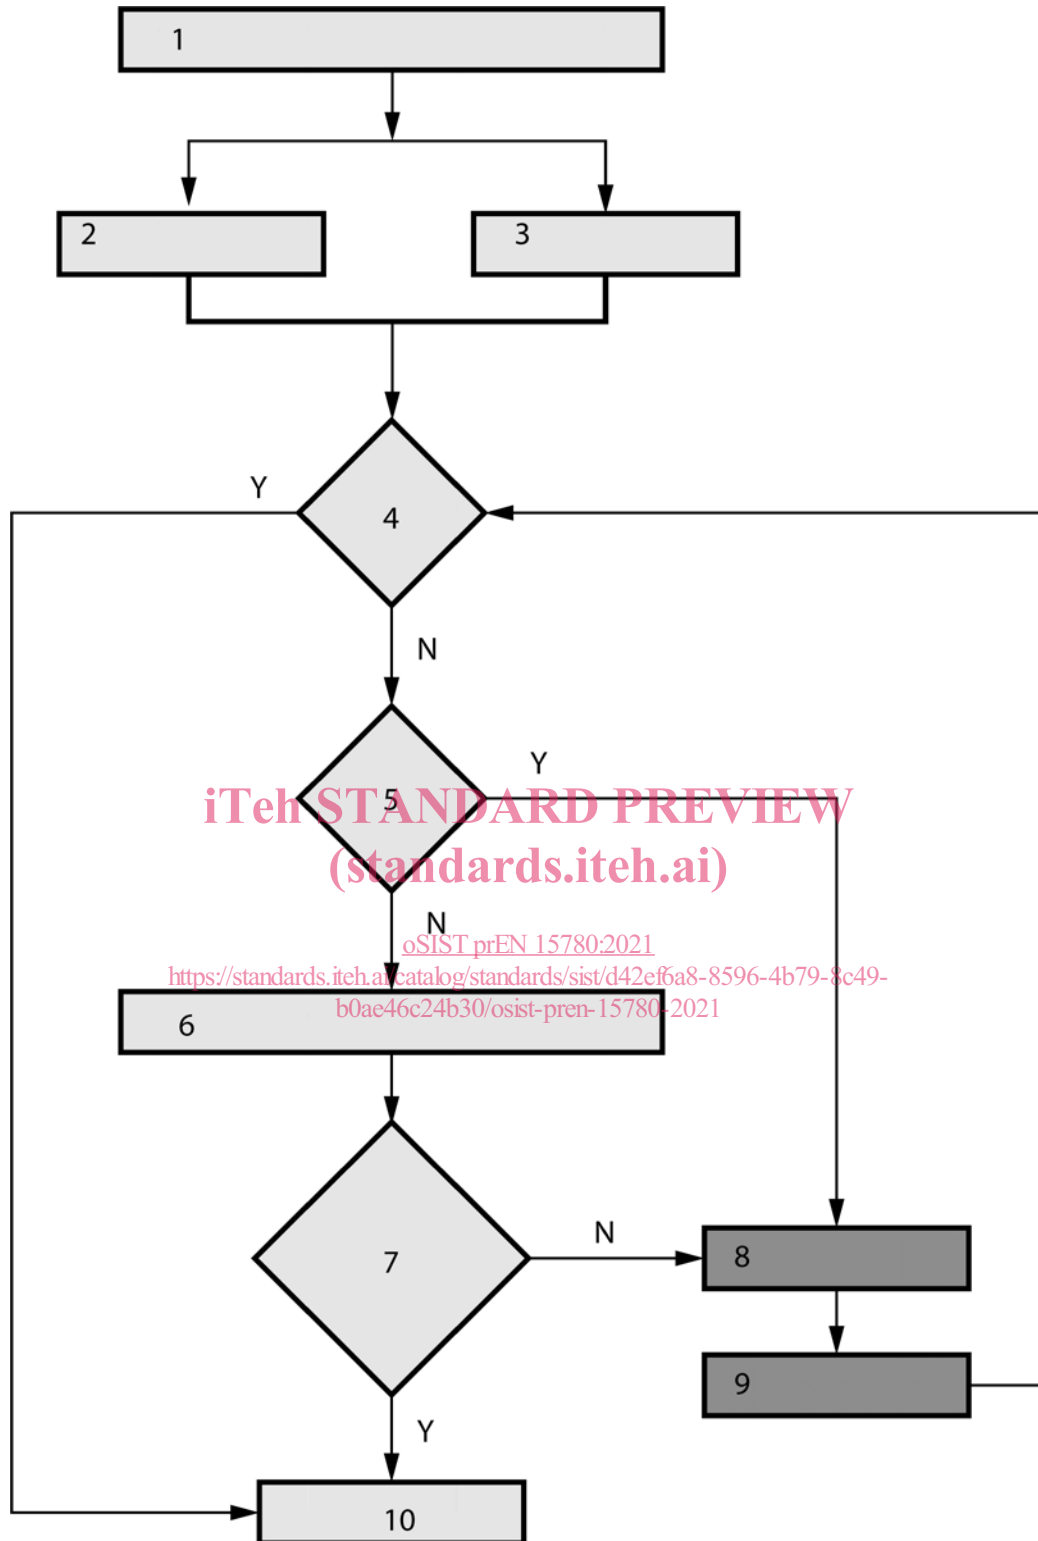 1
2
3
Y
4
N
Y
5
iTeh STANDARD PREVIEW
(standards.iteh.ai)
N
oSIST prEN 15780:2021
https://standards.iteh.ai/catalog/standards/sist/d42ef6a8-8596-4b79-8c49-
b0ae46c24b30/osist-pren-15780-2021
6
N
7
8
9
Y
10